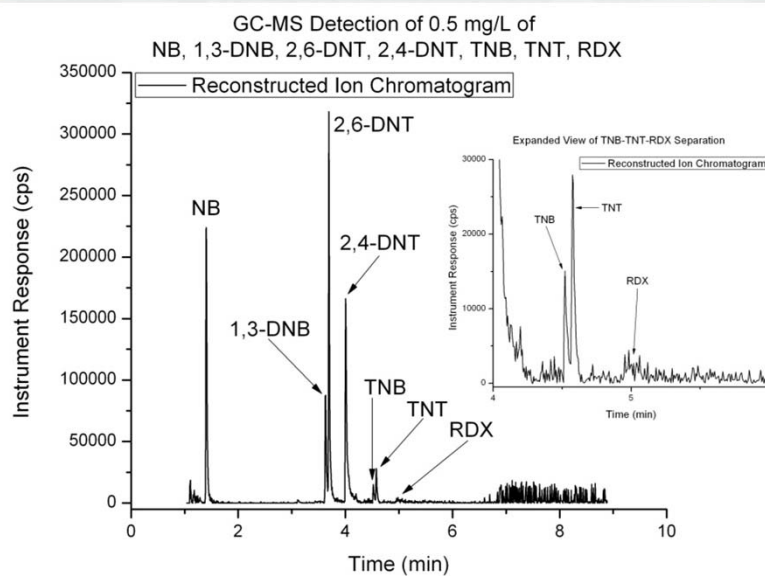 GC-MS Detection of 0.5 mg/L of
NB, 1,3-DNB, 2,6-DNT, 2,4-DNT, TNB, TNT, RDX
350000
300000
250000
200000
150000
100000
50000
0
Instrument Response (cps)
Reconstructed Ion Chromatogram
NB
2,6-DNT
2,4-DNT
1,3-DNB
TNB
TNT
RDX
0 2 4 6 8 10
Time (min)
Expanded View of TNB-TNT-RDX Separation
30000
20000
10000
0
Instrument Response (cps)
Reconstructed Ion Chromatogram
TNB
TNT
RDX
4 5
Time (min)